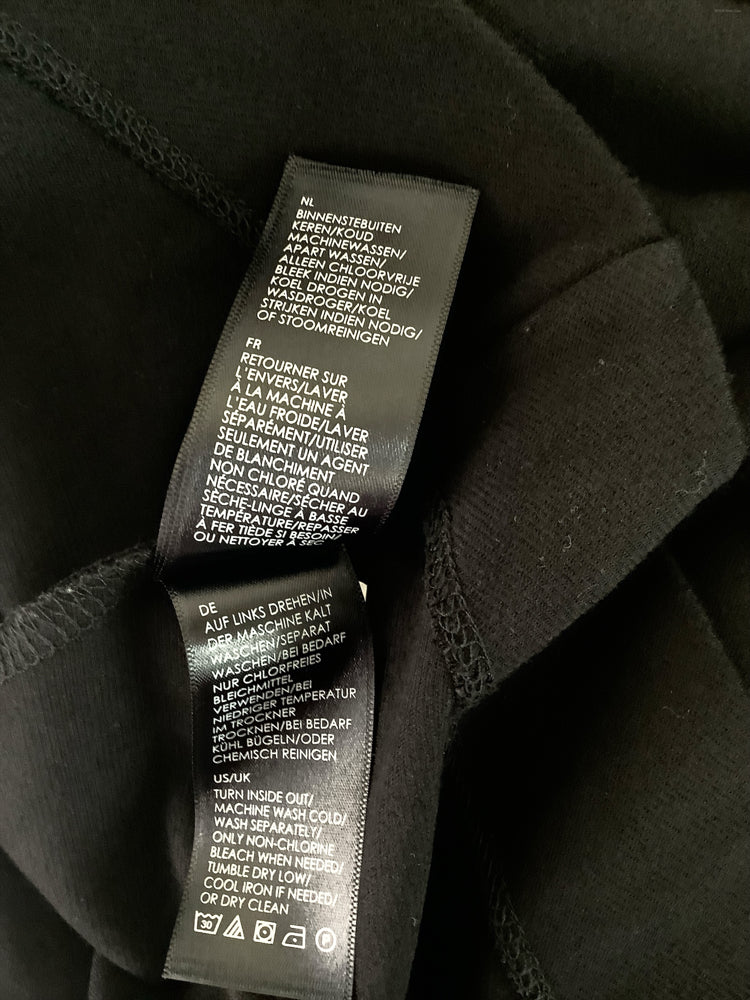 NL
BINNENSTEBUITEN
KEREN/KOUD
MACHINEWASSEN/
APART WASSEN/
ALLEEN CHLOORVRIJE
BLEEK INDIEN NODIG/
KOEL DROGEN IN
WASDROGER/KOEL
STRIJKEN INDIEN NODIG/
OF STOOMREINIGEN
FR
RETOURNER SUR
L'ENVERS/LAVER
À LA MACHINE À
L'EAU FROIDE/LAVER
SÉPARÉMENT/UTILISER
SEULEMENT UN AGENT
DE BLANCHIMENT
NON CHLORÉ QUAND
NÉCESSAIRE/SÉCHER AU
SÈCHE-LINGE À BASSE
TEMPÉRATURE/REPASSER
À FER TIÈDE SI BESOIN/
OU NETTOYER À SEC
DE
AUF LINKS DREHEN/IN
DER MASCHINE KALT
WASCHEN/SEPARAT
WASCHEN/BEI BEDARF
NUR CHLORFREIES
BLEICHMITTEL
VERWENDEN/BEI
NIEDRIGER TEMPERATUR
IM TROCKNER
TROCKNEN/BEI BEDARF
KÜHL BÜGELN/ODER
CHEMISCH REINIGEN
US/UK
TURN INSIDE OUT/
MACHINE WASH COLD/
WASH SEPARATELY/
ONLY NON-CHLORINE
BLEACH WHEN NEEDED/
TUMBLE DRY LOW/
COOL IRON IF NEEDED/
OR DRY CLEAN
30 P